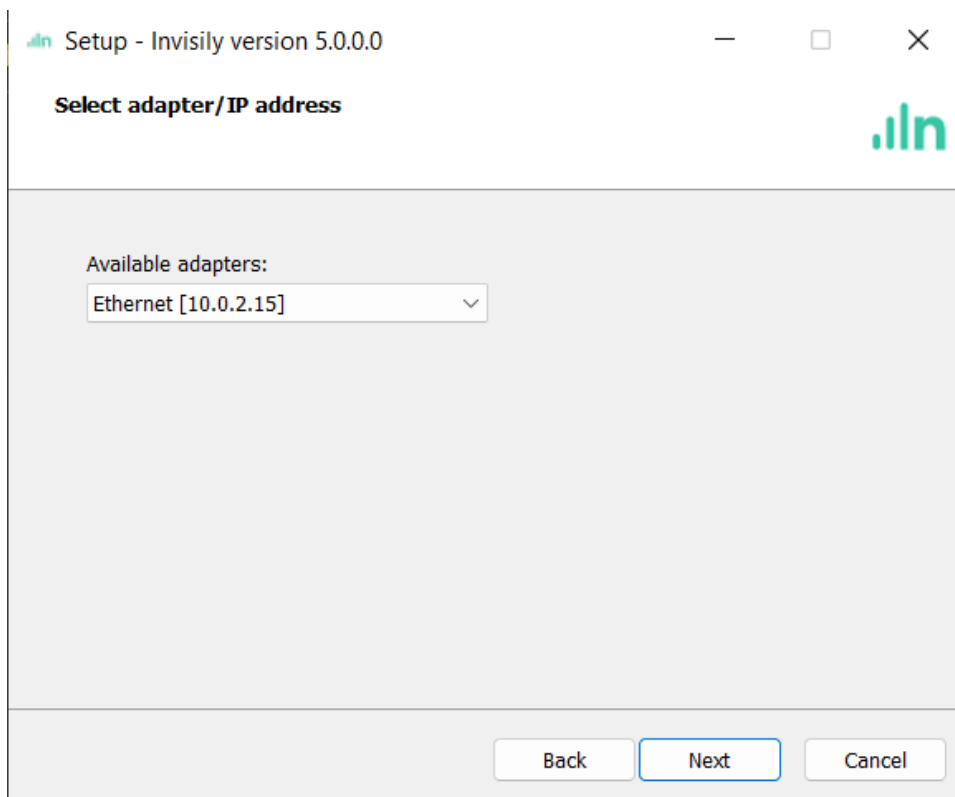 Setup - Invisily version 5.0.0.0
Select adapter/IP address
In
Available adapters:
Ethernet [10.0.2.15]
Back Next Cancel